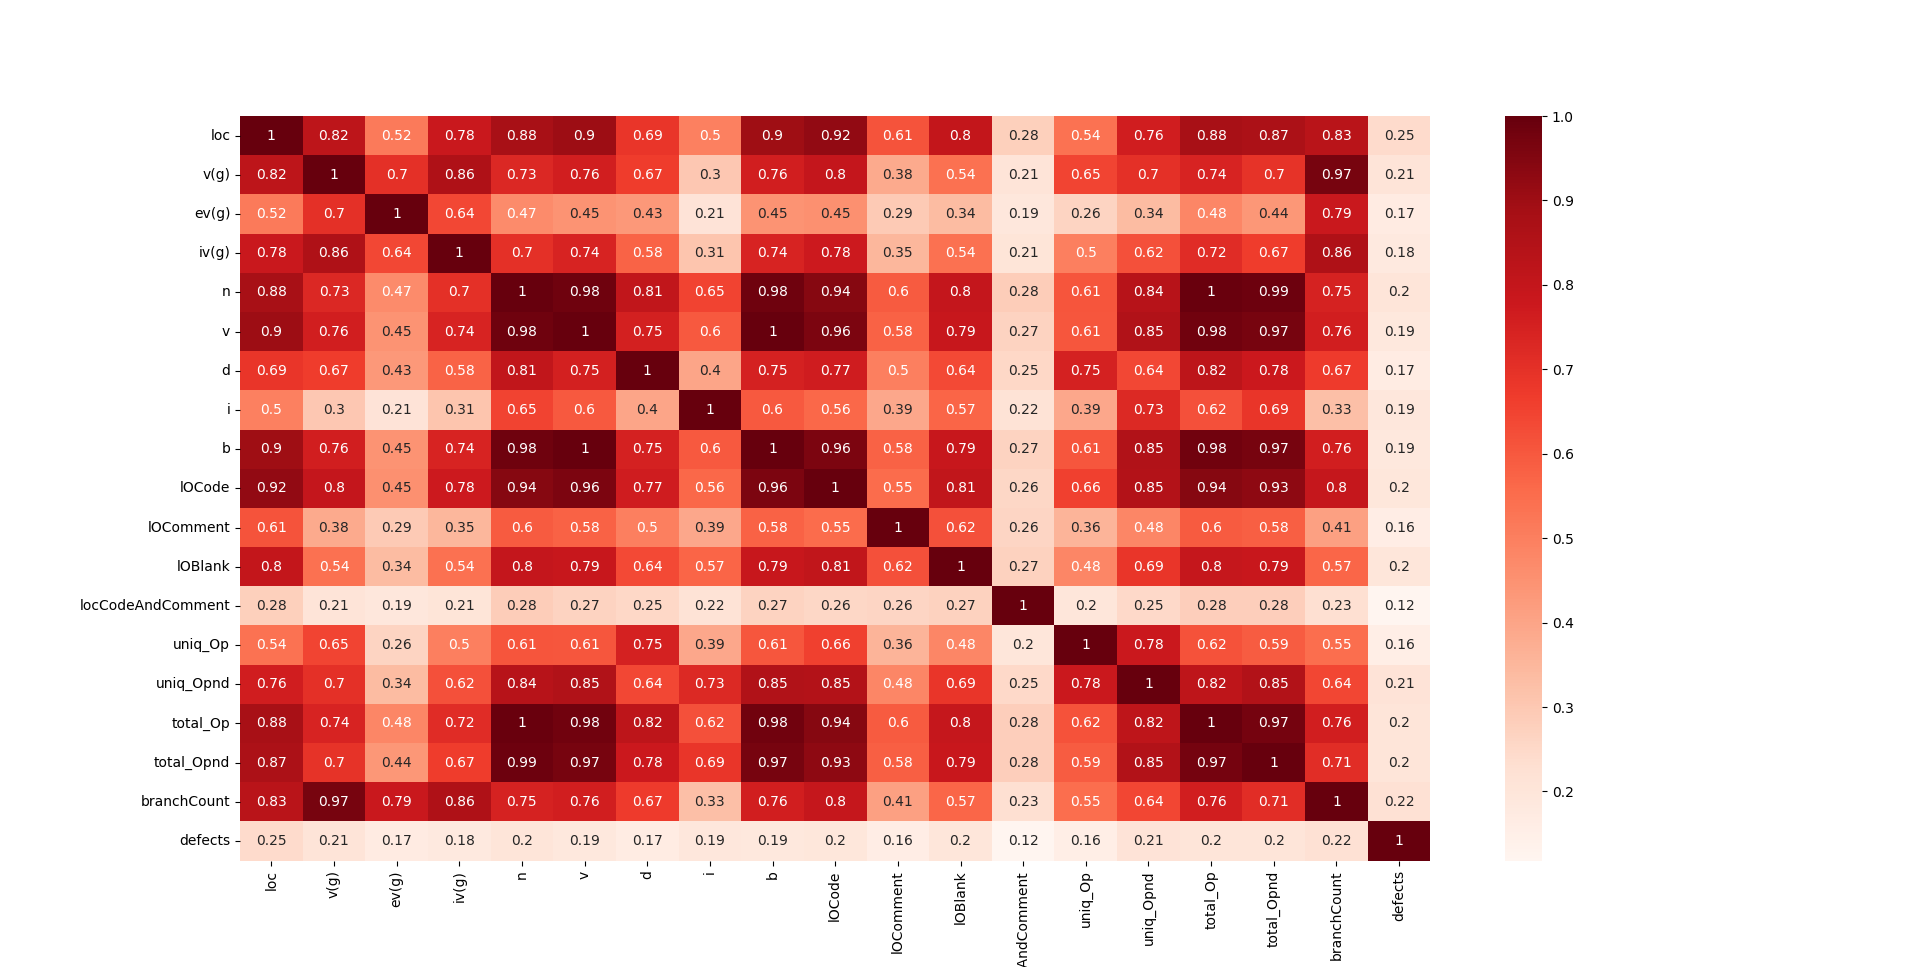 loc 1 0.82 0.52 0.78 0.88 0.9 0.69 0.5 0.9 0.92 0.61 0.8 0.28 0.54 0.76 0.88 0.87 0.83 0.25
v(g) 0.82 1 0.7 0.86 0.73 0.76 0.67 0.3 0.76 0.8 0.38 0.54 0.21 0.65 0.7 0.74 0.7 0.97 0.21
ev(g) 0.52 0.7 1 0.64 0.47 0.45 0.43 0.21 0.45 0.45 0.29 0.34 0.19 0.26 0.34 0.48 0.44 0.79 0.17
iv(g) 0.78 0.86 0.64 1 0.7 0.74 0.58 0.31 0.74 0.78 0.35 0.54 0.21 0.5 0.62 0.72 0.67 0.86 0.18
n 0.88 0.73 0.47 0.7 1 0.98 0.81 0.65 0.98 0.94 0.6 0.8 0.28 0.61 0.84 1 0.99 0.75 0.2
v 0.9 0.76 0.45 0.74 0.98 1 0.75 0.6 1 0.96 0.58 0.79 0.27 0.61 0.85 0.98 0.97 0.76 0.19
d 0.69 0.67 0.43 0.58 0.81 0.75 1 0.4 0.75 0.77 0.5 0.64 0.25 0.75 0.64 0.82 0.78 0.67 0.17
i 0.5 0.3 0.21 0.31 0.65 0.6 0.4 1 0.6 0.56 0.39 0.57 0.22 0.39 0.73 0.62 0.69 0.33 0.19
b 0.9 0.76 0.45 0.74 0.98 1 0.75 0.6 1 0.96 0.58 0.79 0.27 0.61 0.85 0.98 0.97 0.76 0.19
lOCode 0.92 0.8 0.45 0.78 0.94 0.96 0.77 0.56 0.96 1 0.55 0.81 0.26 0.66 0.85 0.94 0.93 0.8 0.2
lOComment 0.61 0.38 0.29 0.35 0.6 0.58 0.5 0.39 0.58 0.55 1 0.62 0.26 0.36 0.48 0.6 0.58 0.41 0.16
lOBlank 0.8 0.54 0.34 0.54 0.8 0.79 0.64 0.57 0.79 0.81 0.62 1 0.27 0.48 0.69 0.8 0.79 0.57 0.2
locCodeAndComment 0.28 0.21 0.19 0.21 0.28 0.27 0.25 0.22 0.27 0.26 0.26 0.27 1 0.2 0.25 0.28 0.28 0.23 0.12
uniq_Op 0.54 0.65 0.26 0.5 0.61 0.61 0.75 0.39 0.61 0.66 0.36 0.48 0.2 1 0.78 0.62 0.59 0.55 0.16
uniq_Opnd 0.76 0.7 0.34 0.62 0.84 0.85 0.64 0.73 0.85 0.85 0.48 0.69 0.25 0.78 1 0.82 0.85 0.64 0.21
total_Op 0.88 0.74 0.48 0.72 1 0.98 0.82 0.62 0.98 0.94 0.6 0.8 0.28 0.62 0.82 1 0.97 0.76 0.2
total_Opnd 0.87 0.7 0.44 0.67 0.99 0.97 0.78 0.69 0.97 0.93 0.58 0.79 0.28 0.59 0.85 0.97 1 0.71 0.2
branchCount 0.83 0.97 0.79 0.86 0.75 0.76 0.67 0.33 0.76 0.8 0.41 0.57 0.23 0.55 0.64 0.76 0.71 1 0.22
defects 0.25 0.21 0.17 0.18 0.2 0.19 0.17 0.19 0.19 0.2 0.16 0.2 0.12 0.16 0.21 0.2 0.2 0.22 1
loc v(g) ev(g) iv(g) n v d i b lOCode lOComment lOBlank AndComment uniq_Op uniq_Opnd total_Op total_Opnd branchCount defects
1.0
0.9
0.8
0.7
0.6
0.5
0.4
0.3
0.2